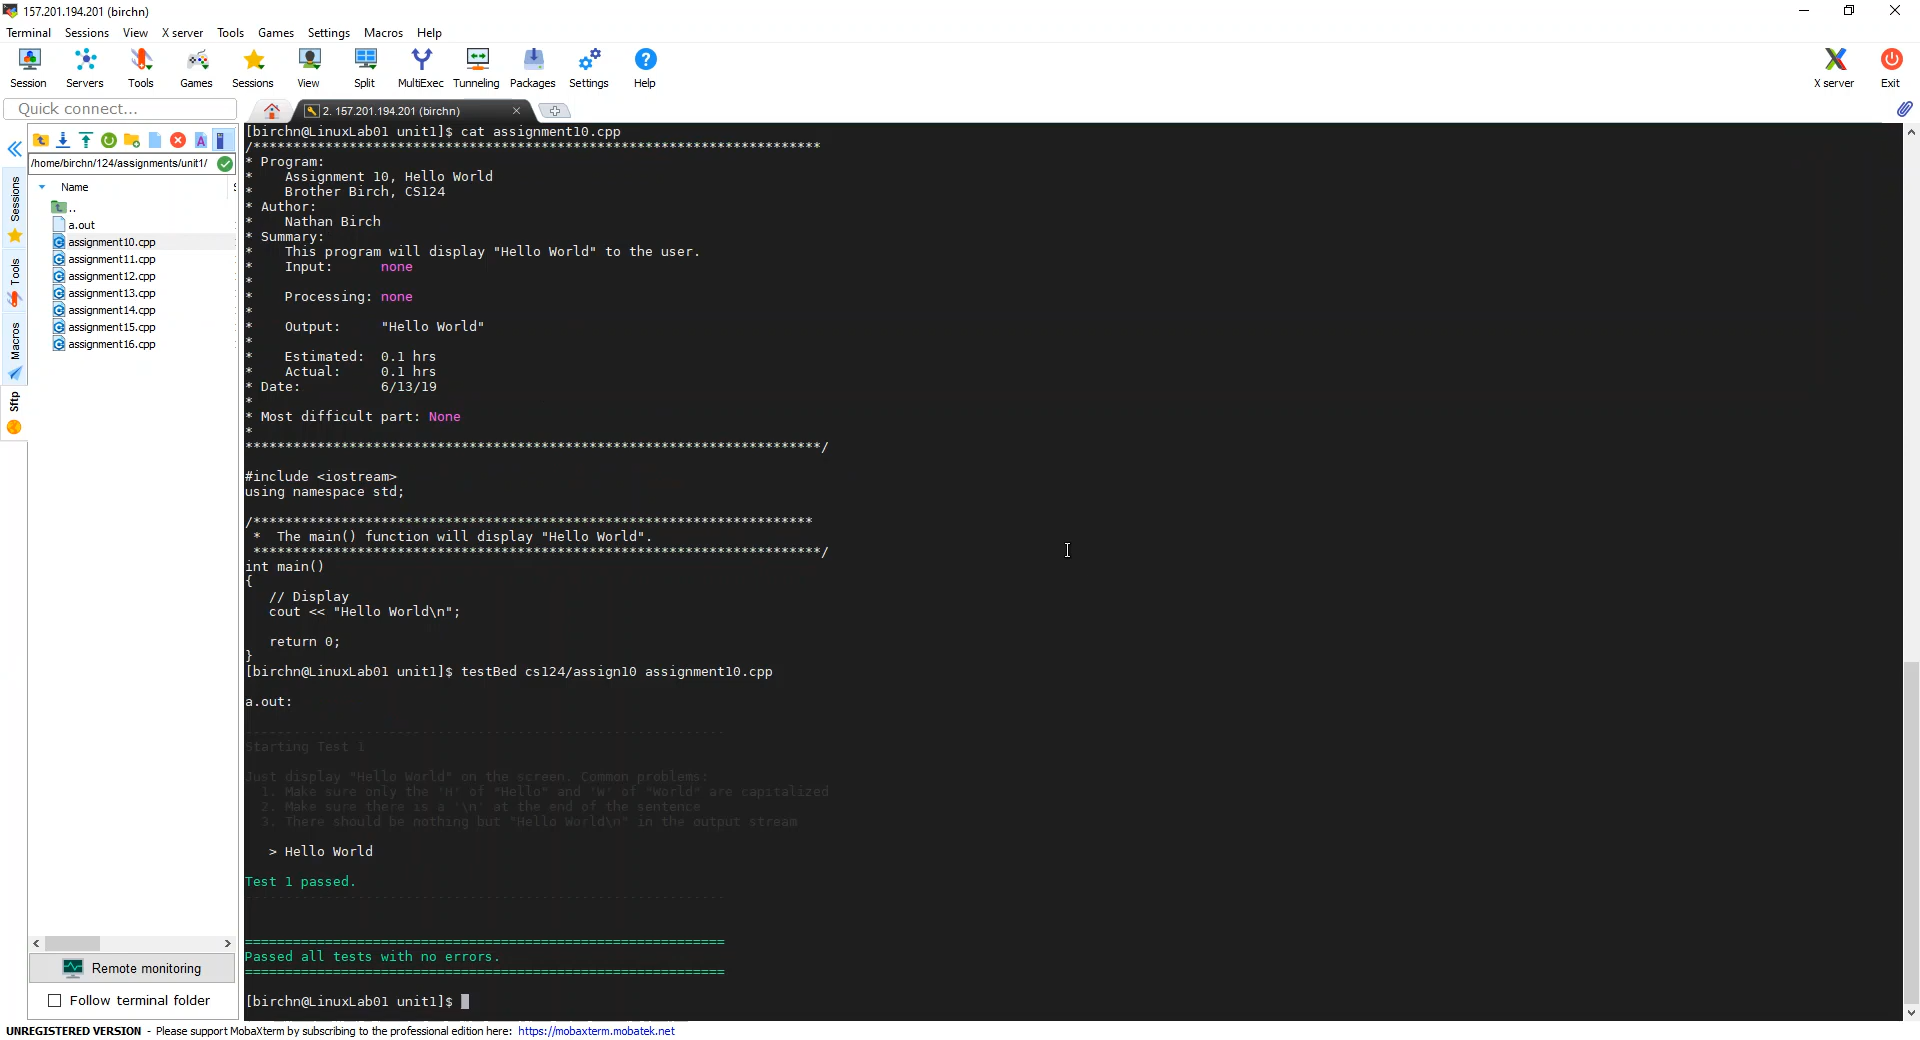 157.201.194.201 (birchn)
Terminal Sessions View X server Tools Games Settings Macros Help
Session Servers Tools Games Sessions View Split MultiExec Tunneling Packages Settings Help X server Exit
Quick connect...
2. 157.201.194.201 (birchn)
/home/birchn/124/assignments/unit1/
Name
..
a.out
assignment10.cpp
assignment11.cpp
assignment12.cpp
assignment13.cpp
assignment14.cpp
assignment15.cpp
assignment16.cpp
Sessions
Tools
Macros
Sftp
Remote monitoring
Follow terminal folder
[birchn@LinuxLab01 unit1]$ cat assignment10.cpp
/***********************************************************************
* Program:
*    Assignment 10, Hello World
*    Brother Birch, CS124
* Author:
*    Nathan Birch
* Summary:
*    This program will display "Hello World" to the user.
*    Input:      none
*
*    Processing: none
*
*    Output:     "Hello World"
*
*    Estimated:  0.1 hrs
*    Actual:     0.1 hrs
* Date:          6/13/19
*
* Most difficult part: None
*
************************************************************************/
#include <iostream>
using namespace std;
/**********************************************************************
 *  The main() function will display "Hello World".
 ***********************************************************************/
int main()
{
   // Display
   cout << "Hello World\n";
   return 0;
}
[birchn@LinuxLab01 unit1]$ testBed cs124/assign10 assignment10.cpp
a.out:
------------------------------------------------------------
Starting Test 1
Just display "Hello World" on the screen. Common problems:
  1. Make sure only the 'H' of "Hello" and 'W' of "World" are capitalized
  2. Make sure there is a '\n' at the end of the sentence
  3. There should be nothing but "Hello World\n" in the output stream
   > Hello World
Test 1 passed.
------------------------------------------------------------
============================================================
Passed all tests with no errors.
============================================================
[birchn@LinuxLab01 unit1]$
UNREGISTERED VERSION - Please support MobaXterm by subscribing to the professional edition here: https://mobaxterm.mobatek.net